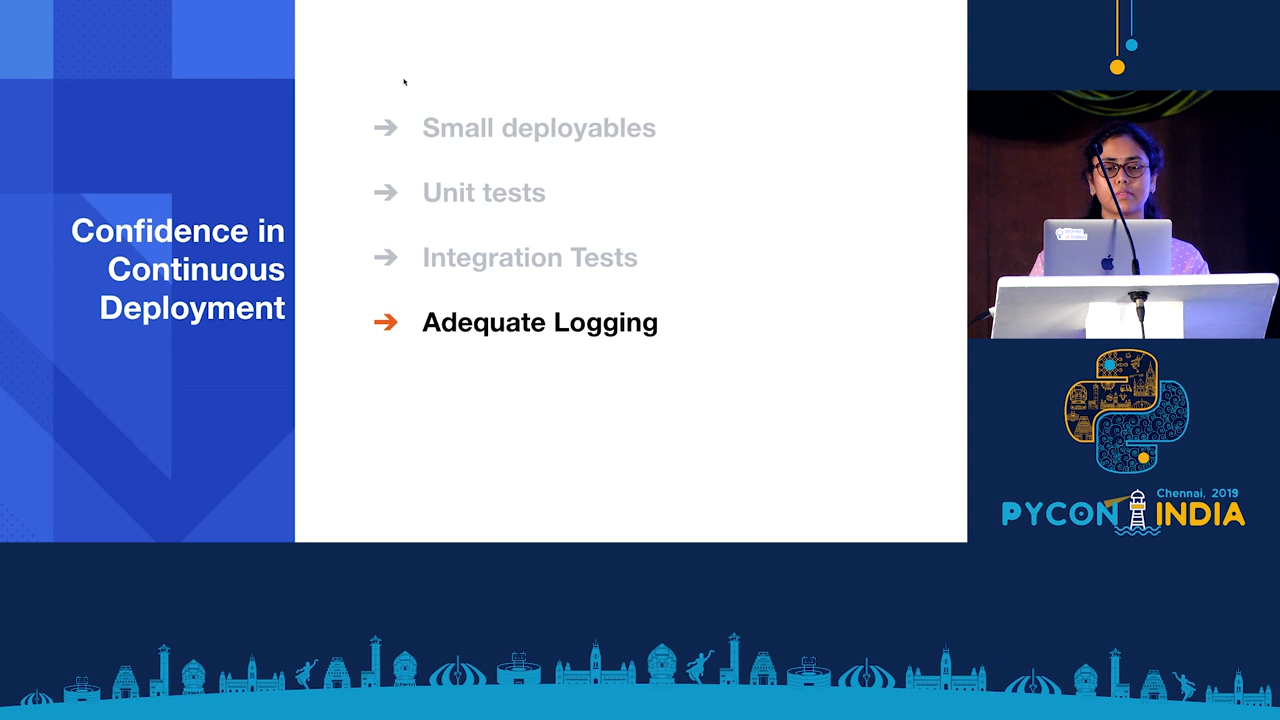 Confidence in
Continuous
Deployment
Small deployables
Unit tests
Integration Tests
Adequate Logging
Chennai, 2019
PYCON INDIA